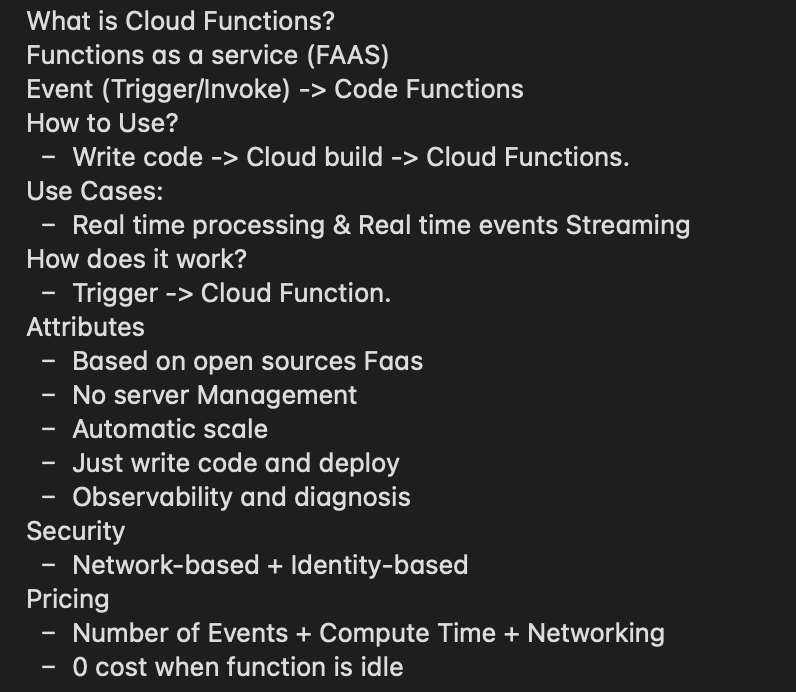 What is Cloud Functions?
Functions as a service (FAAS)
Event (Trigger/Invoke) -> Code Functions
How to Use?
– Write code -> Cloud build -> Cloud Functions.
Use Cases:
– Real time processing & Real time events Streaming
How does it work?
– Trigger -> Cloud Function.
Attributes
– Based on open sources Faas
– No server Management
– Automatic scale
– Just write code and deploy
– Observability and diagnosis
Security
– Network-based + Identity-based
Pricing
– Number of Events + Compute Time + Networking
– 0 cost when function is idle